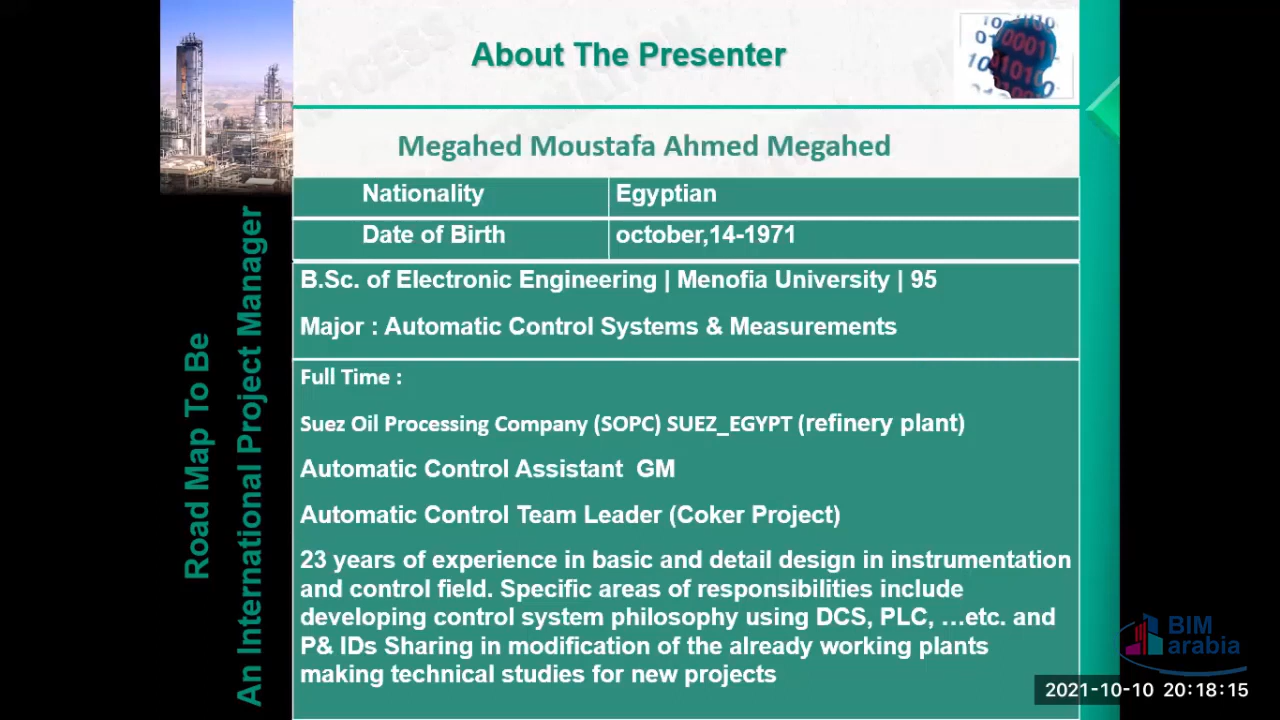 About The Presenter
Megahed Moustafa Ahmed Megahed
Nationality Egyptian
Date of Birth october,14-1971
B.Sc. of Electronic Engineering | Menofia University | 95
Major : Automatic Control Systems & Measurements
Full Time :
Suez Oil Processing Company (SOPC) SUEZ_EGYPT (refinery plant)
Automatic Control Assistant GM
Automatic Control Team Leader (Coker Project)
23 years of experience in basic and detail design in instrumentation
and control field. Specific areas of responsibilities include
developing control system philosophy using DCS, PLC, ...etc. and
P& IDs Sharing in modification of the already working plants
making technical studies for new projects
Road Map To Be
An International Project Manager
BIM
arabia
2021-10-10 20:18:15